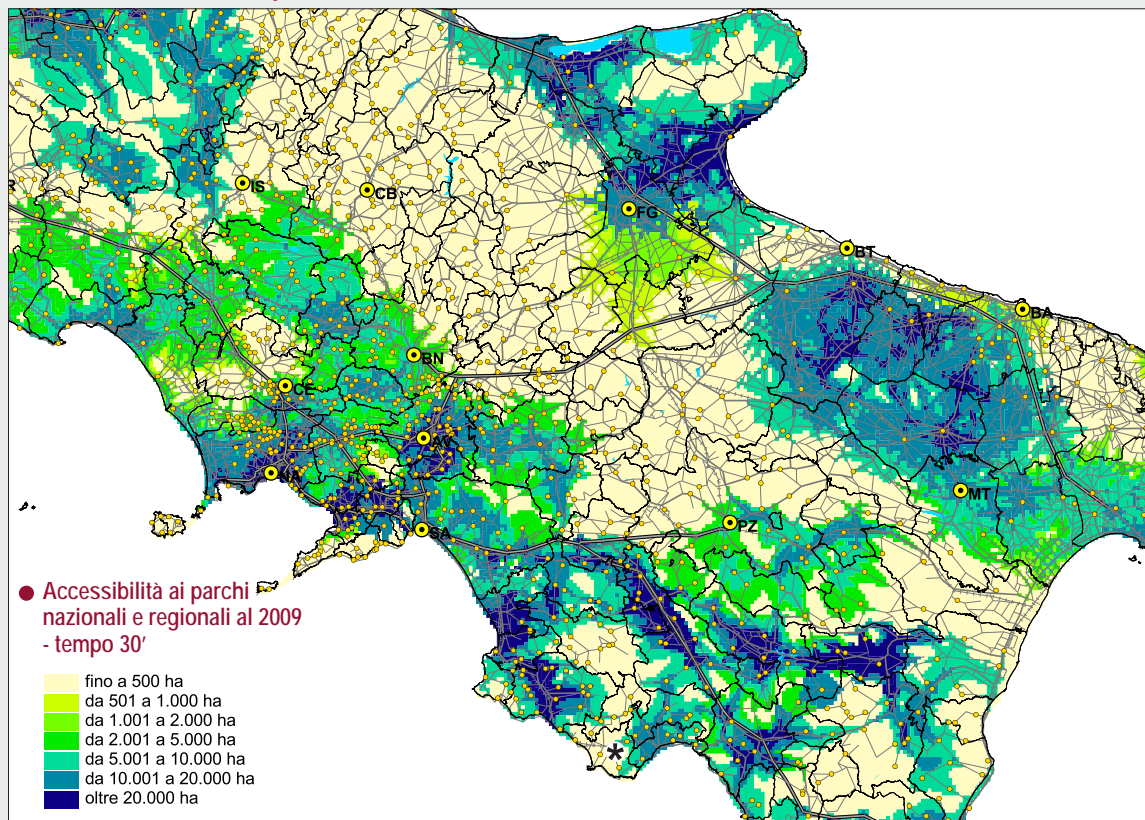 IS
CB
FG
BT
BA
BN
CE
AV
NA
MT
PZ
SA
● Accessibilità ai parchi
nazionali e regionali al 2009
- tempo 30′
fino a 500 ha
da 501 a 1.000 ha
da 1.001 a 2.000 ha
da 2.001 a 5.000 ha
da 5.001 a 10.000 ha
da 10.001 a 20.000 ha
oltre 20.000 ha
*